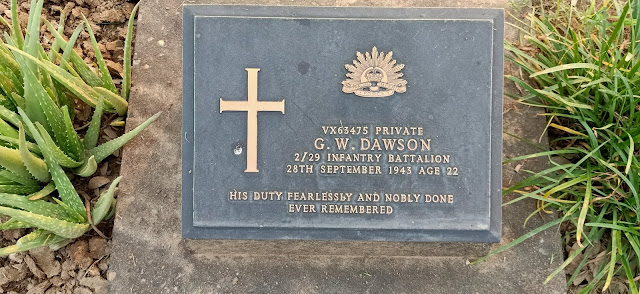 VX63475 PRIVATE
G. W. DAWSON
2/29 INFANTRY BATTALION
28TH SEPTEMBER 1943 AGE 22
HIS DUTY FEARLESSLY AND NOBLY DONE
EVER REMEMBERED